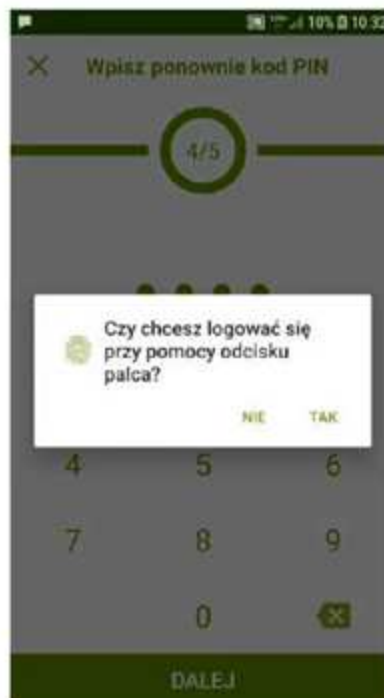 10% 10:32
Wpisz ponownie kod PIN
4/5
Czy chcesz logować się
przy pomocy odcisku
palca?
NIE TAK
4 5 6
7 8 9
0
DALEJ